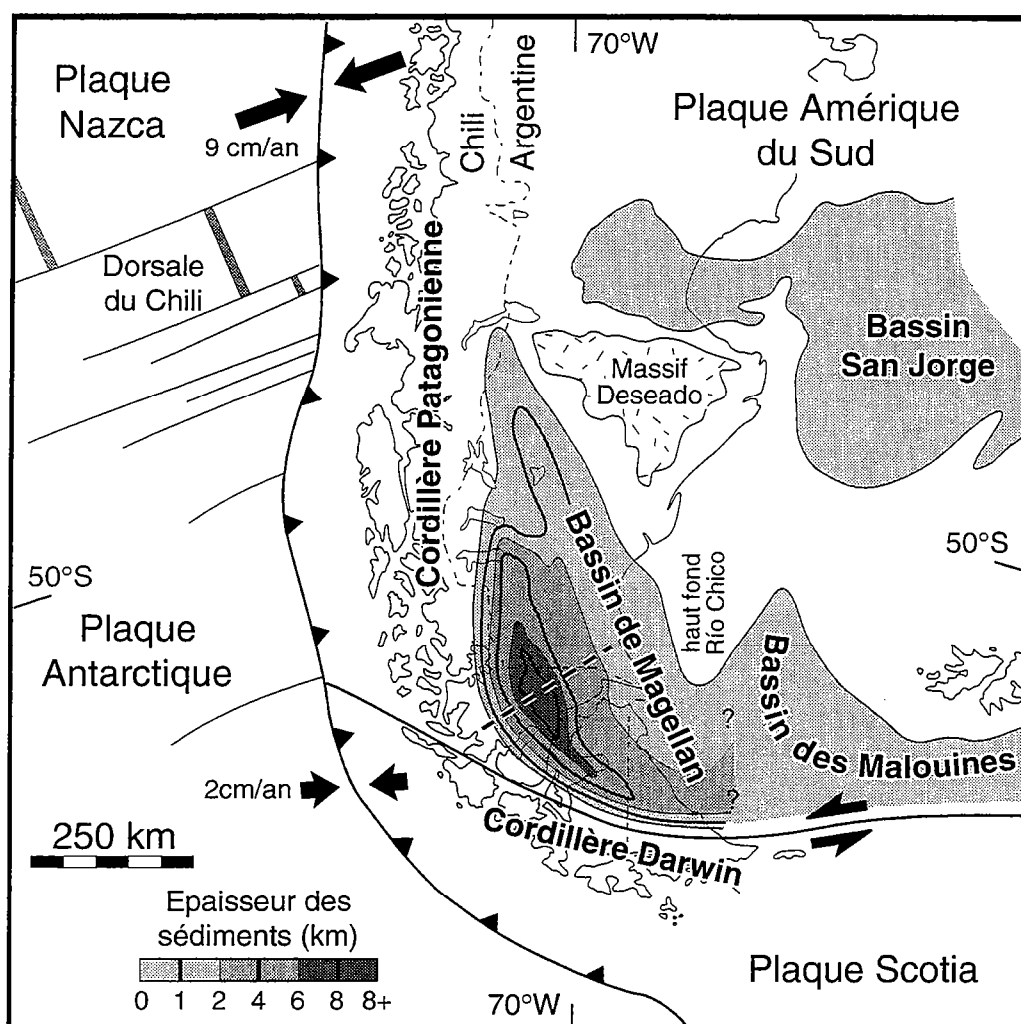 70°W
Plaque
Nazca
Plaque Amérique
du Sud
Chili
Argentine
9 cm/an
Dorsale
du Chili
Cordillère Patagonienne
Bassin
San Jorge
Massif
Deseado
Bassin de Magellan
haut fond
Río Chico
50°S
50°S
Plaque
Antarctique
Bassin
des Malouines
?
?
2cm/an
250 km
Cordillère Darwin
Epaisseur des
sédiments (km)
0 1 2 4 6 8 8+
Plaque Scotia
70°W